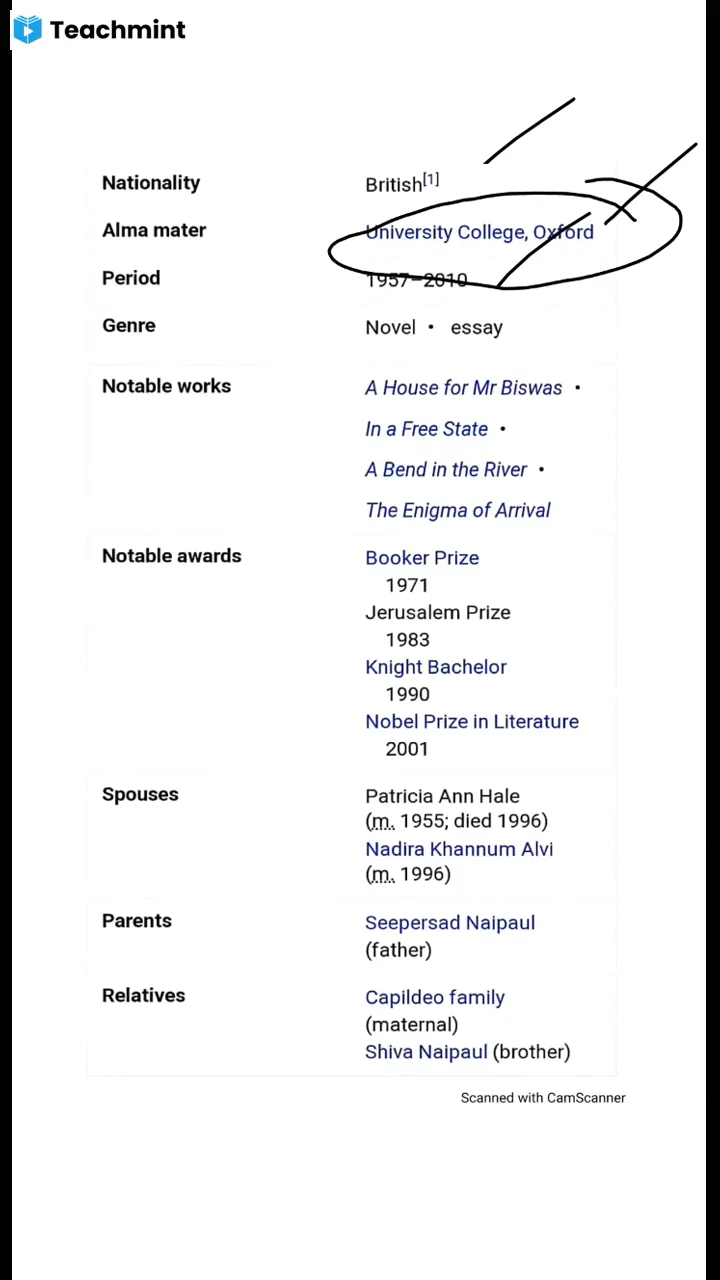 Teachmint
Nationality British[1]
Alma mater University College, Oxford
Period 1957–2010
Genre Novel • essay
Notable works A House for Mr Biswas •
In a Free State •
A Bend in the River •
The Enigma of Arrival
Notable awards Booker Prize
1971
Jerusalem Prize
1983
Knight Bachelor
1990
Nobel Prize in Literature
2001
Spouses Patricia Ann Hale
(m. 1955; died 1996)
Nadira Khannum Alvi
(m. 1996)
Parents Seepersad Naipaul
(father)
Relatives Capildeo family
(maternal)
Shiva Naipaul (brother)
Scanned with CamScanner